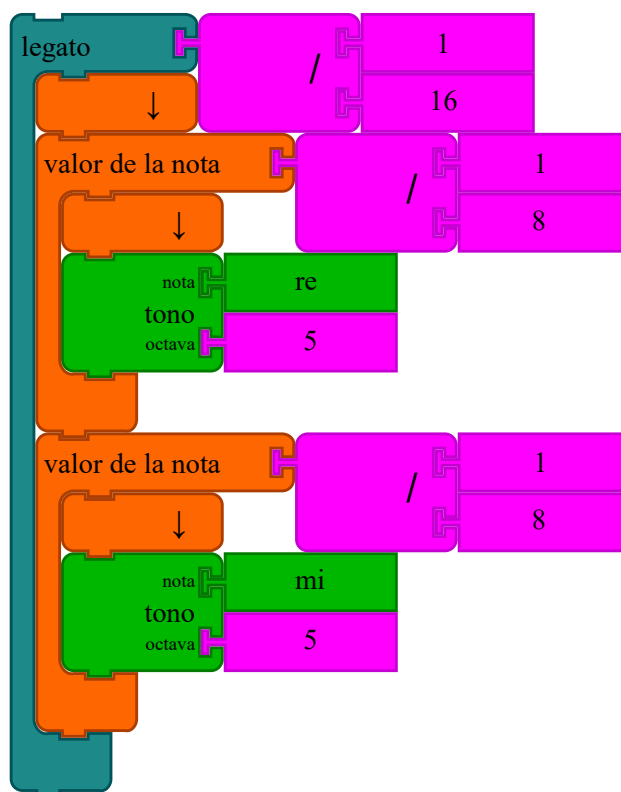 legato / 1
16
↓
valor de la nota / 1
8
↓
nota re
tono
octava 5
valor de la nota / 1
8
↓
nota mi
tono
octava 5